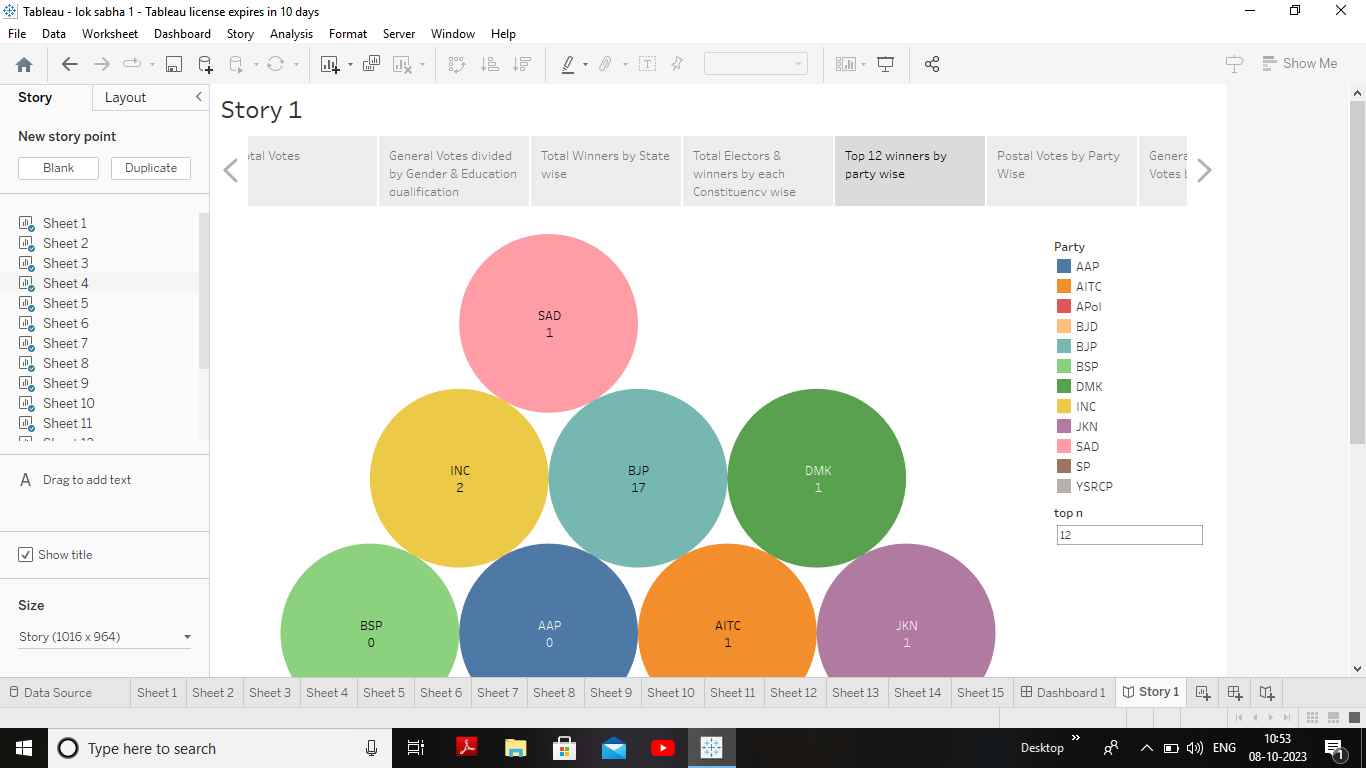 Tableau - lok sabha 1 - Tableau license expires in 10 days
File Data Worksheet Dashboard Story Analysis Format Server Window Help
Show Me
Story Layout
New story point
Blank Duplicate
Sheet 1
Sheet 2
Sheet 3
Sheet 4
Sheet 5
Sheet 6
Sheet 7
Sheet 8
Sheet 9
Sheet 10
Sheet 11
A Drag to add text
Show title
Size
Story (1016 x 964)
Story 1
Votes
General Votes divided
by Gender & Education
qualification
Total Winners by State
wise
Total Electors &
winners by each
Constituency wise
Top 12 winners by
party wise
Postal Votes by Party
Wise
SAD
1
INC
2
BJP
17
DMK
1
BSP
0
AAP
0
AITC
1
JKN
1
Party
AAP
AITC
APol
BJD
BJP
BSP
DMK
INC
JKN
SAD
SP
YSRCP
top n
12
Data Source Sheet 1 Sheet 2 Sheet 3 Sheet 4 Sheet 5 Sheet 6 Sheet 7 Sheet 8 Sheet 9 Sheet 10 Sheet 11 Sheet 12 Sheet 13 Sheet 14 Sheet 15 Dashboard 1 Story 1
Type here to search
Desktop
ENG
10:53
08-10-2023
1